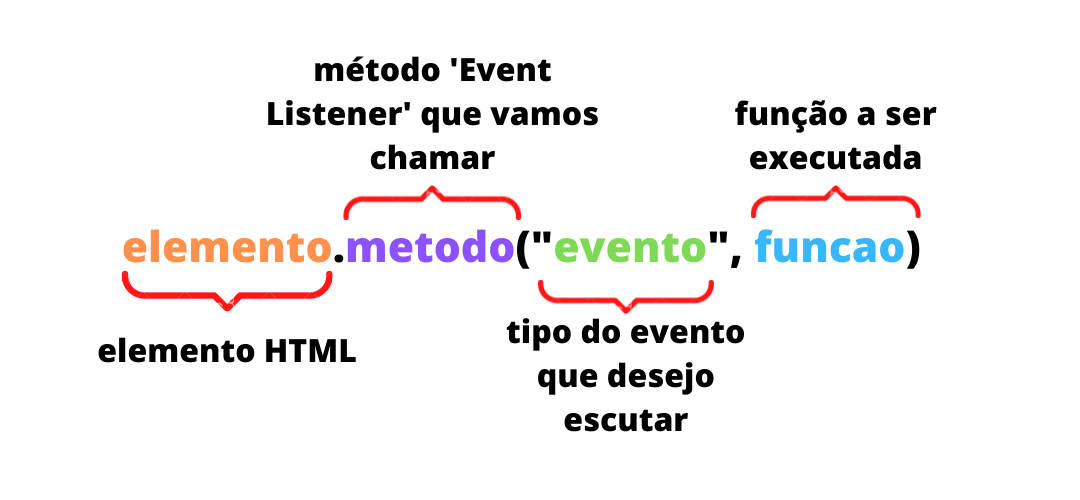 método 'Event
Listener' que vamos
chamar
função a ser
executada
elemento.metodo("evento", funcao)
elemento HTML
tipo do evento
que desejo
escutar